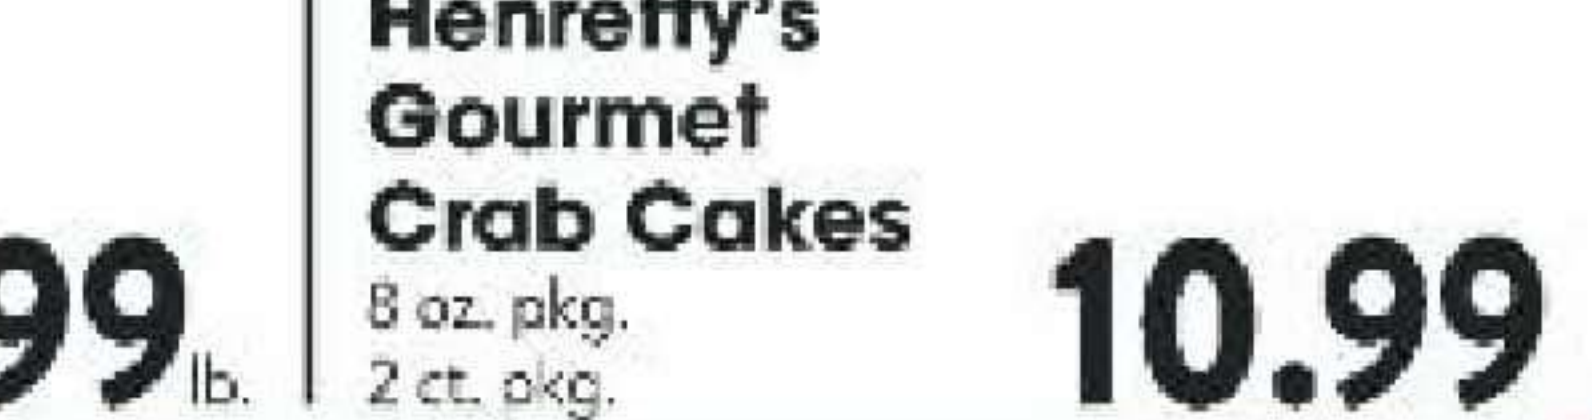 99 lb.
Henretty's
Gourmet
Crab Cakes
8 oz. pkg.
2 ct. pkg.
10.99